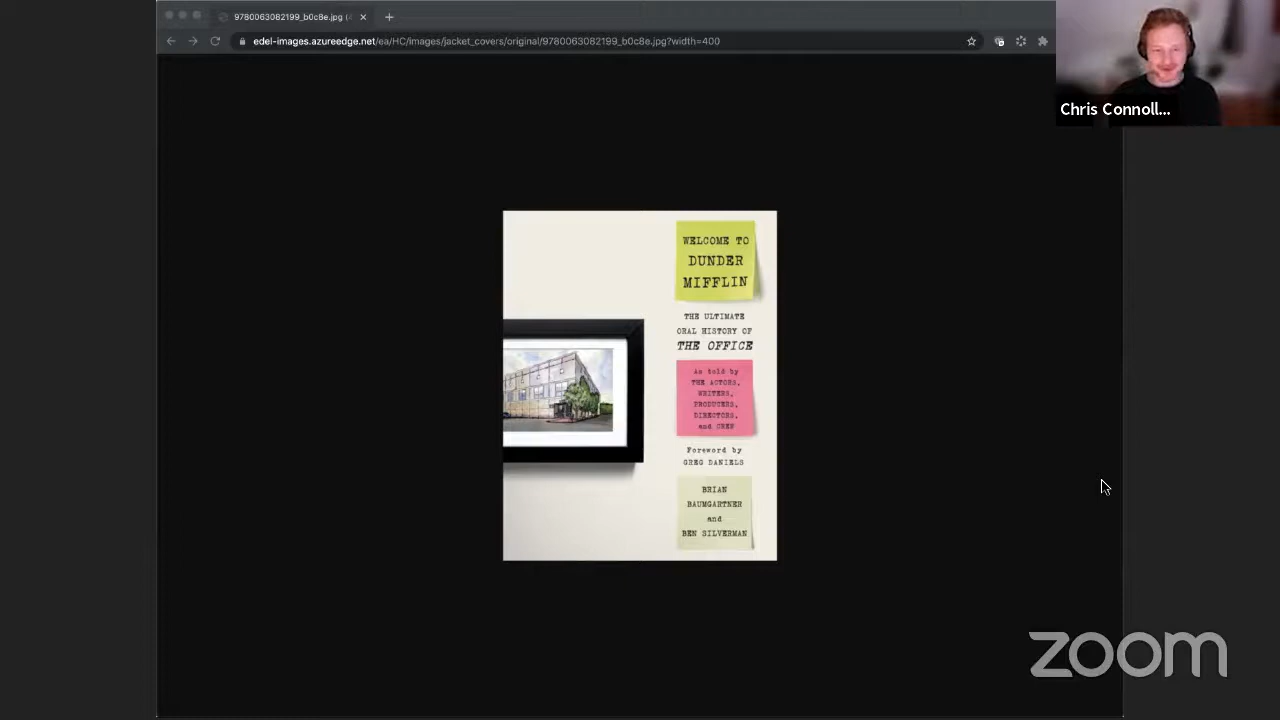 9780063082199_b0c8e.jpg (
edel-images.azureedge.net/ea/HC/images/jacket_covers/original/9780063082199_b0c8e.jpg?width=400
Chris Connoll...
WELCOME TO
DUNDER
MIFFLIN
THE ULTIMATE
ORAL HISTORY OF
THE OFFICE
As told by
THE ACTORS,
WRITERS,
PRODUCERS,
DIRECTORS,
and CREW
Foreword by
GREG DANIELS
BRIAN
BAUMGARTNER
and
BEN SILVERMAN
zoom